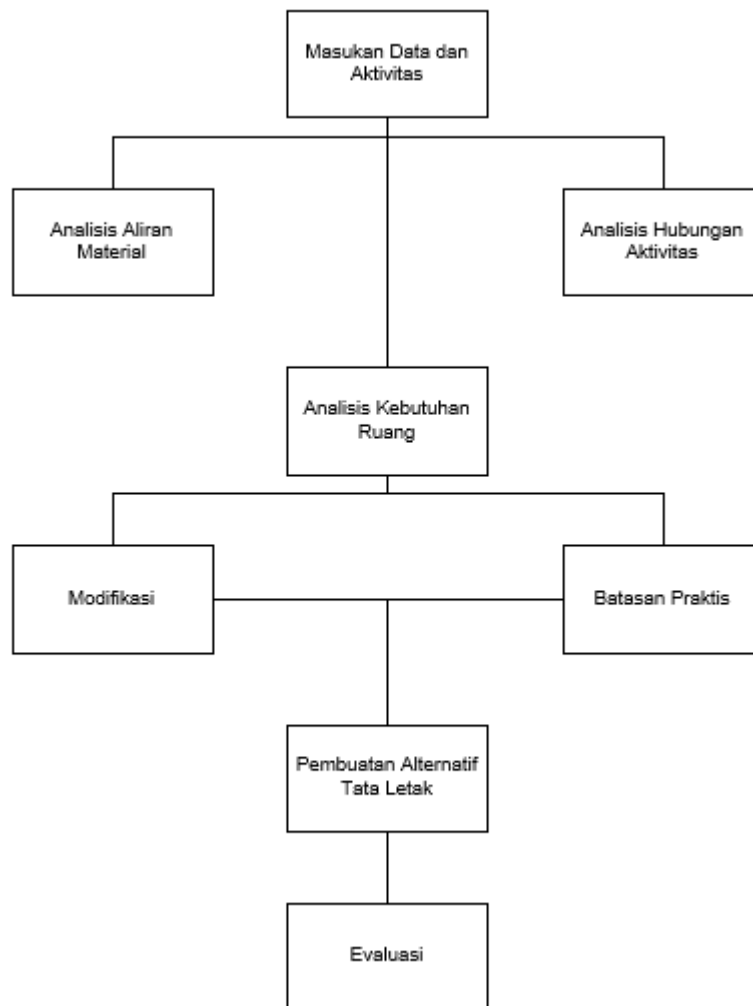 Masukan Data dan
Aktivitas
Analisis Aliran
Material
Analisis Hubungan
Aktivitas
Analisis Kebutuhan
Ruang
Modifikasi
Batasan Praktis
Pembuatan Alternatif
Tata Letak
Evaluasi